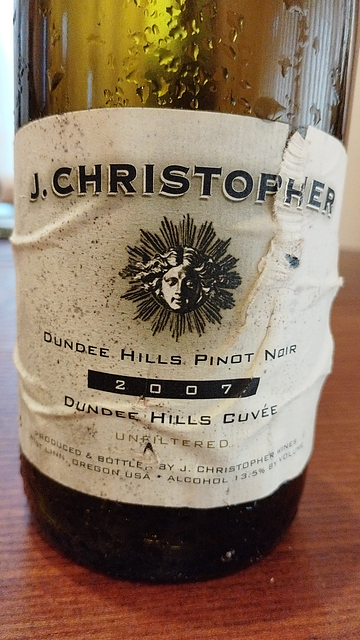 J. CHRISTOPHER
DUNDEE HILLS PINOT NOIR
2007
DUNDEE HILLS CUVÉE
UNFILTERED
PRODUCED & BOTTLED BY J. CHRISTOPHER WINES
LINN, OREGON USA • ALCOHOL 13.5% BY VOLUME